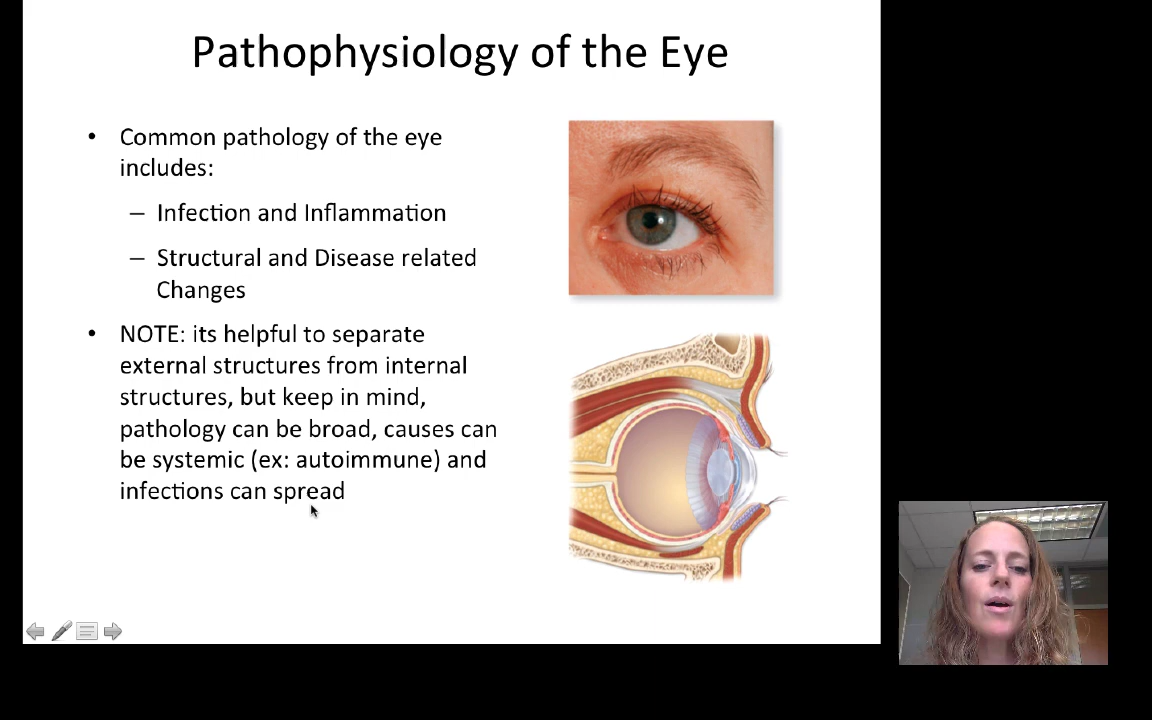 Pathophysiology of the Eye
• Common pathology of the eye
includes:
– Infection and Inflammation
– Structural and Disease related
Changes
• NOTE: its helpful to separate
external structures from internal
structures, but keep in mind,
pathology can be broad, causes can
be systemic (ex: autoimmune) and
infections can spread